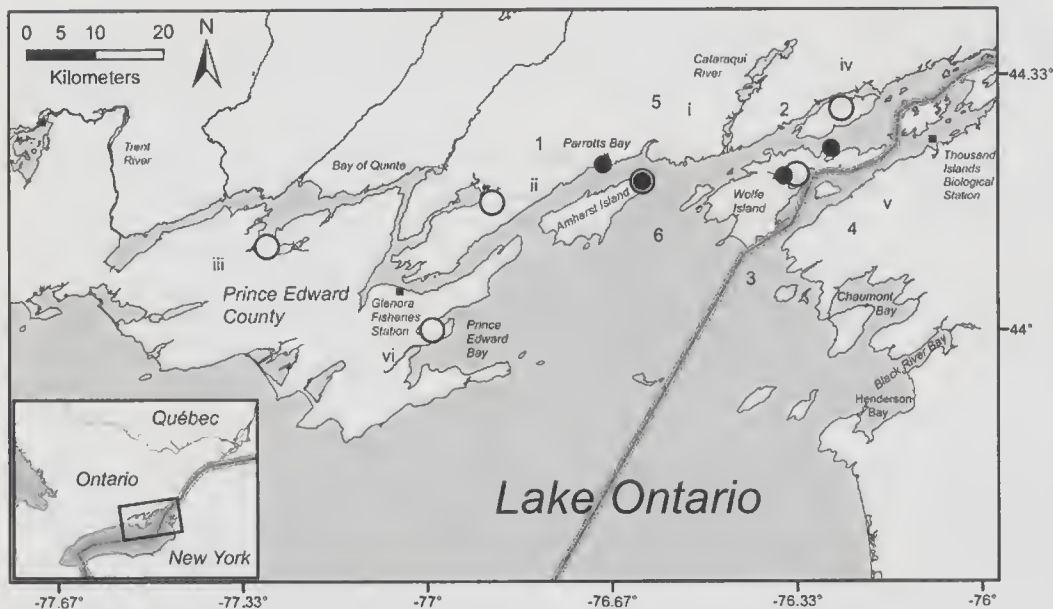 0 5 10 20
Kilometers
N
Cataraqui
River
iv
44.33°
5
i
2
1
Parrotts Bay
Trent
River
Bay of Quinte
ii
Thousand
Islands
Biological
Station
Amherst Island
Wolfe
Island
v
6
4
iii
3
Prince Edward
County
Glenora
Fisheries
Station
Prince
Edward
Bay
vi
Chaumont
Bay
44°
Black River Bay
Henderson
Bay
Québec
Ontario
New York
Lake Ontario
-77.67°
-77.33°
-77°
-76.67°
-76.33°
-76°